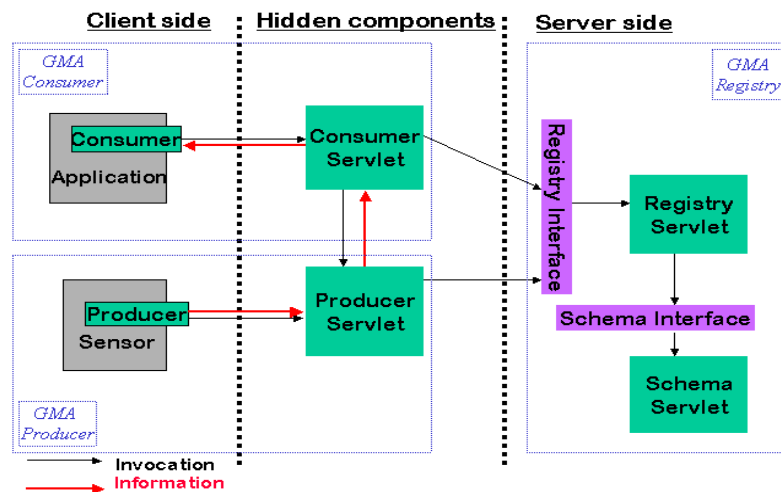 Client side
Hidden components
Server side
GMA
Consumer
GMA
Registry
Consumer
Application
Consumer
Servlet
Registry Interface
Registry
Servlet
Producer
Sensor
Producer
Servlet
Schema Interface
Schema
Servlet
GMA
Producer
Invocation
Information